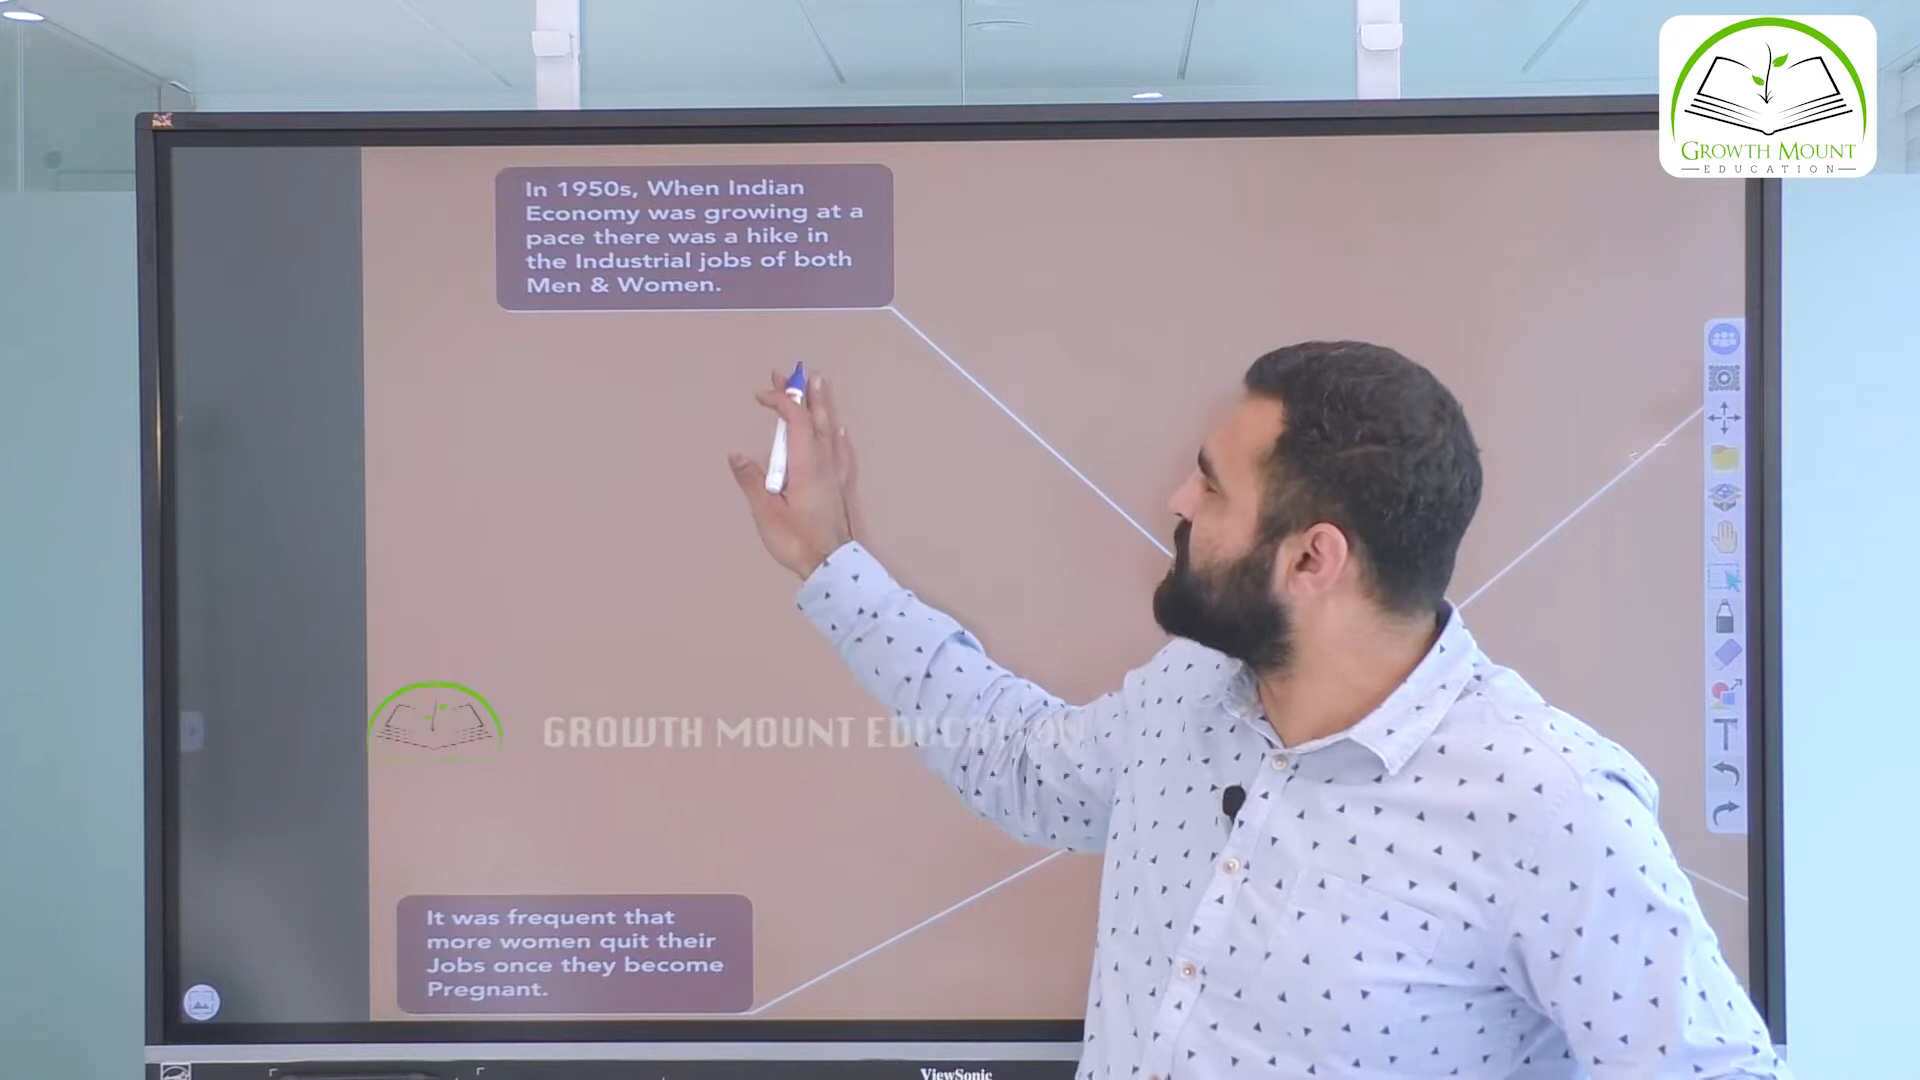 GROWTH MOUNT
EDUCATION
In 1950s, When Indian
Economy was growing at a
pace there was a hike in
the Industrial jobs of both
Men & Women.
GROWTH MOUNT EDUCATION
It was frequent that
more women quit their
Jobs once they become
Pregnant.
ViewSonic